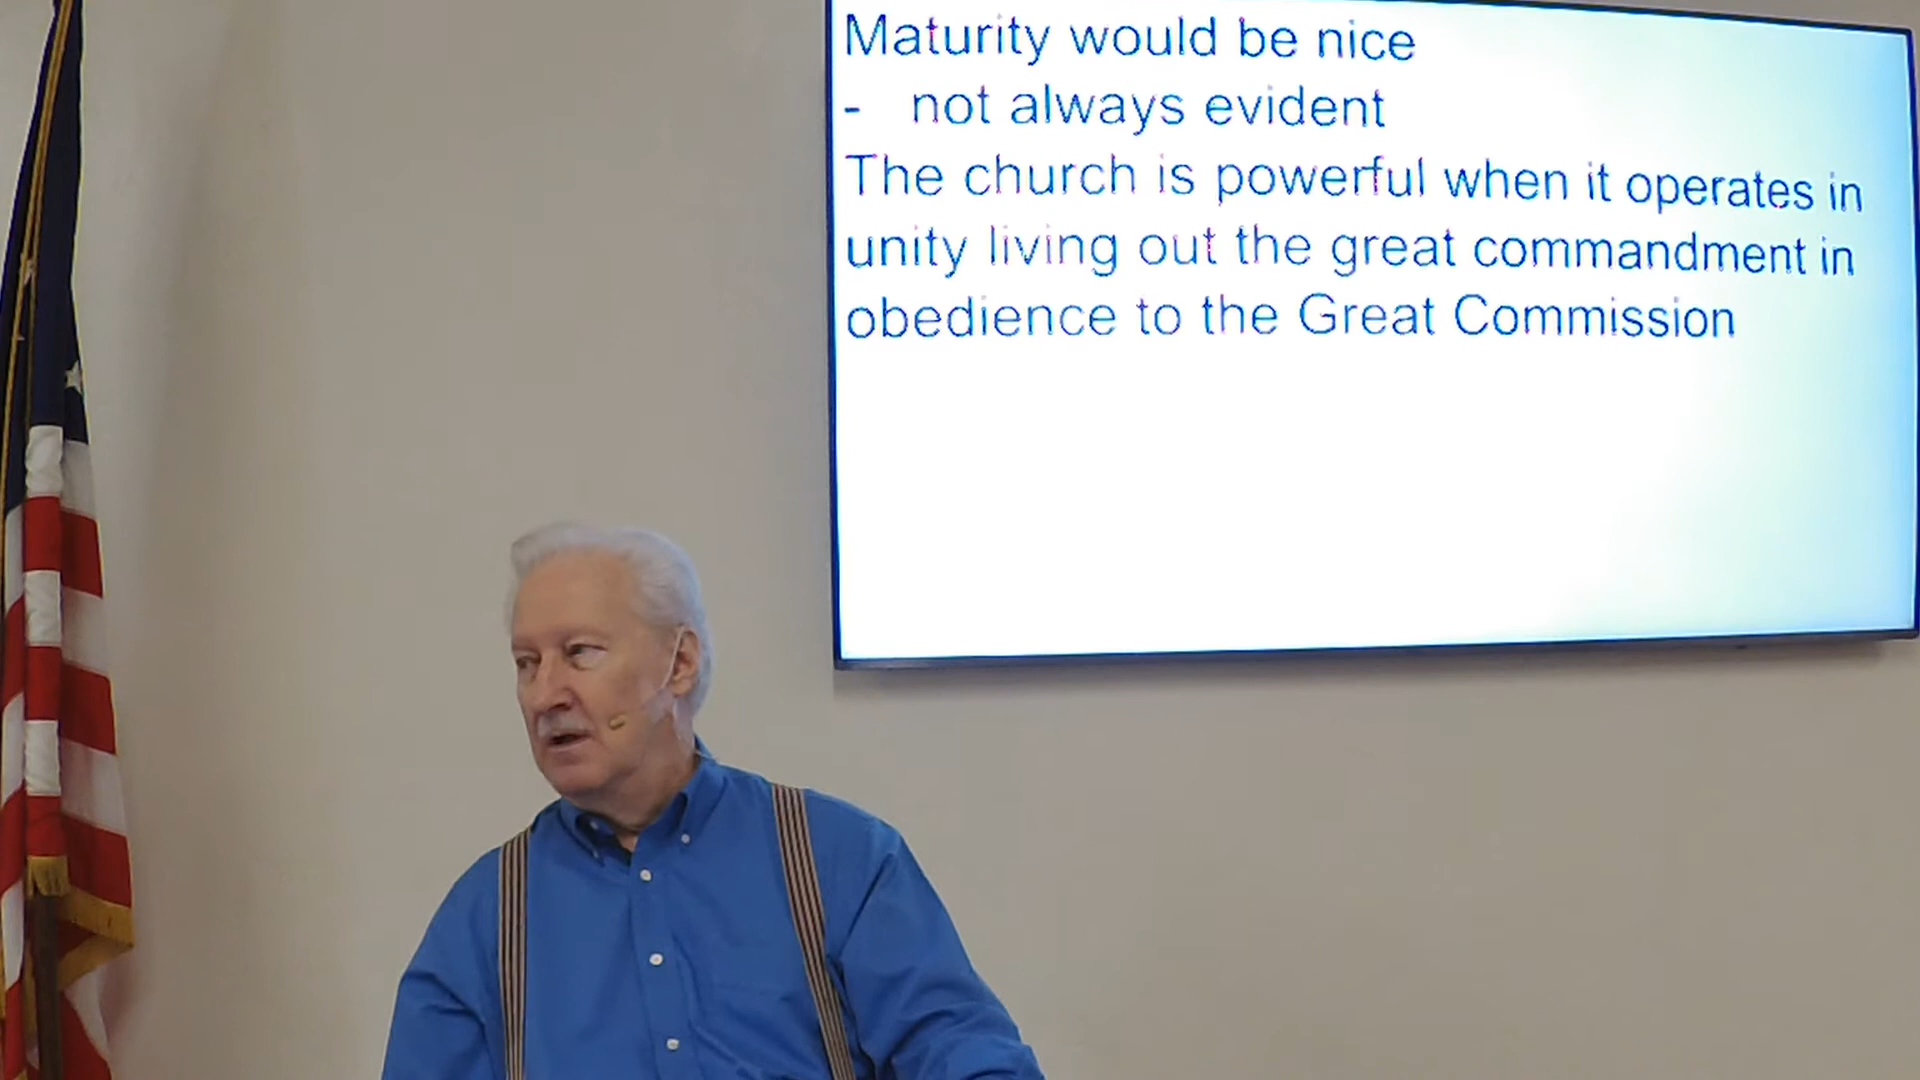 Maturity would be nice
- not always evident
The church is powerful when it operates in
unity living out the great commandment in
obedience to the Great Commission